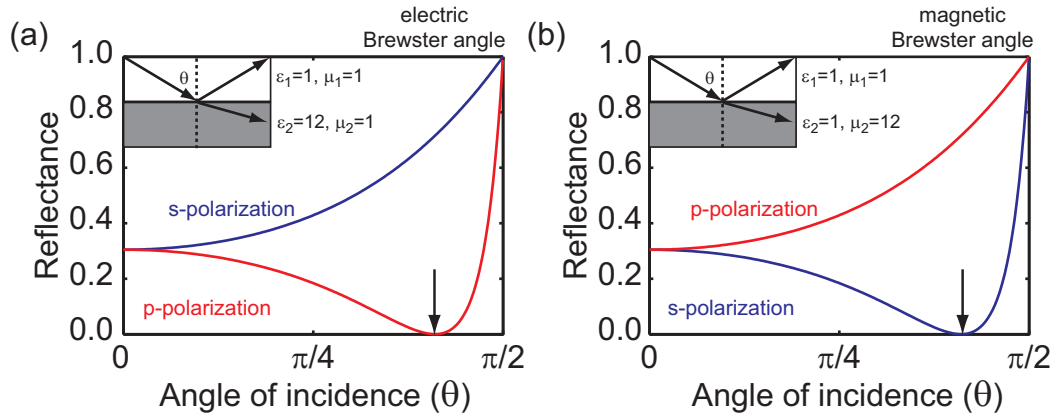 (a)
electric
Brewster angle
1.0
0.8
0.6
0.4
0.2
0.0
Reflectance
θ
ε₁=1, μ₁=1
ε₂=12, μ₂=1
s-polarization
p-polarization
0
π/4
π/2
Angle of incidence (θ)
(b)
magnetic
Brewster angle
1.0
0.8
0.6
0.4
0.2
0.0
Reflectance
θ
ε₁=1, μ₁=1
ε₂=1, μ₂=12
p-polarization
s-polarization
0
π/4
π/2
Angle of incidence (θ)